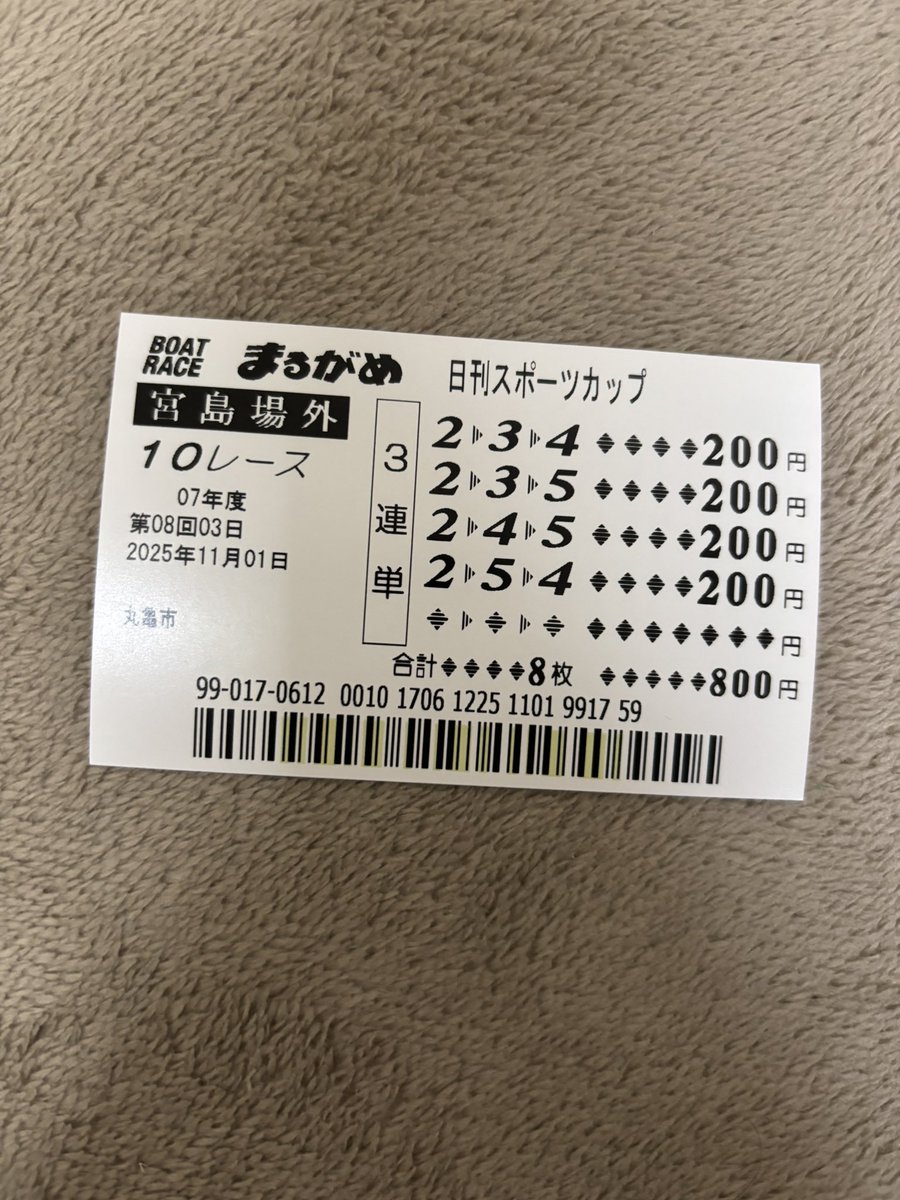 BOAT RACE まるがめ 日刊スポーツカップ
宮島場外
10レース
07年度
第08回03日
2025年11月01日
丸亀市
3連単
2 3 4 200円
2 3 5 200円
2 4 5 200円
2 5 4 200円
円
合計 8枚 800円
99-017-0612 0010 1706 1225 1101 9917 59